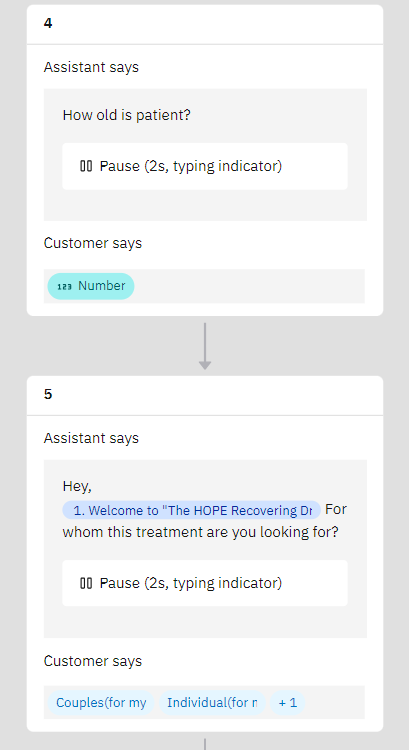 4
Assistant says
How old is patient?
Pause (2s, typing indicator)
Customer says
123 Number
5
Assistant says
Hey,
1. Welcome to "The HOPE Recovering Dr For
whom this treatment are you looking for?
Pause (2s, typing indicator)
Customer says
Couples(for my Individual(for + 1